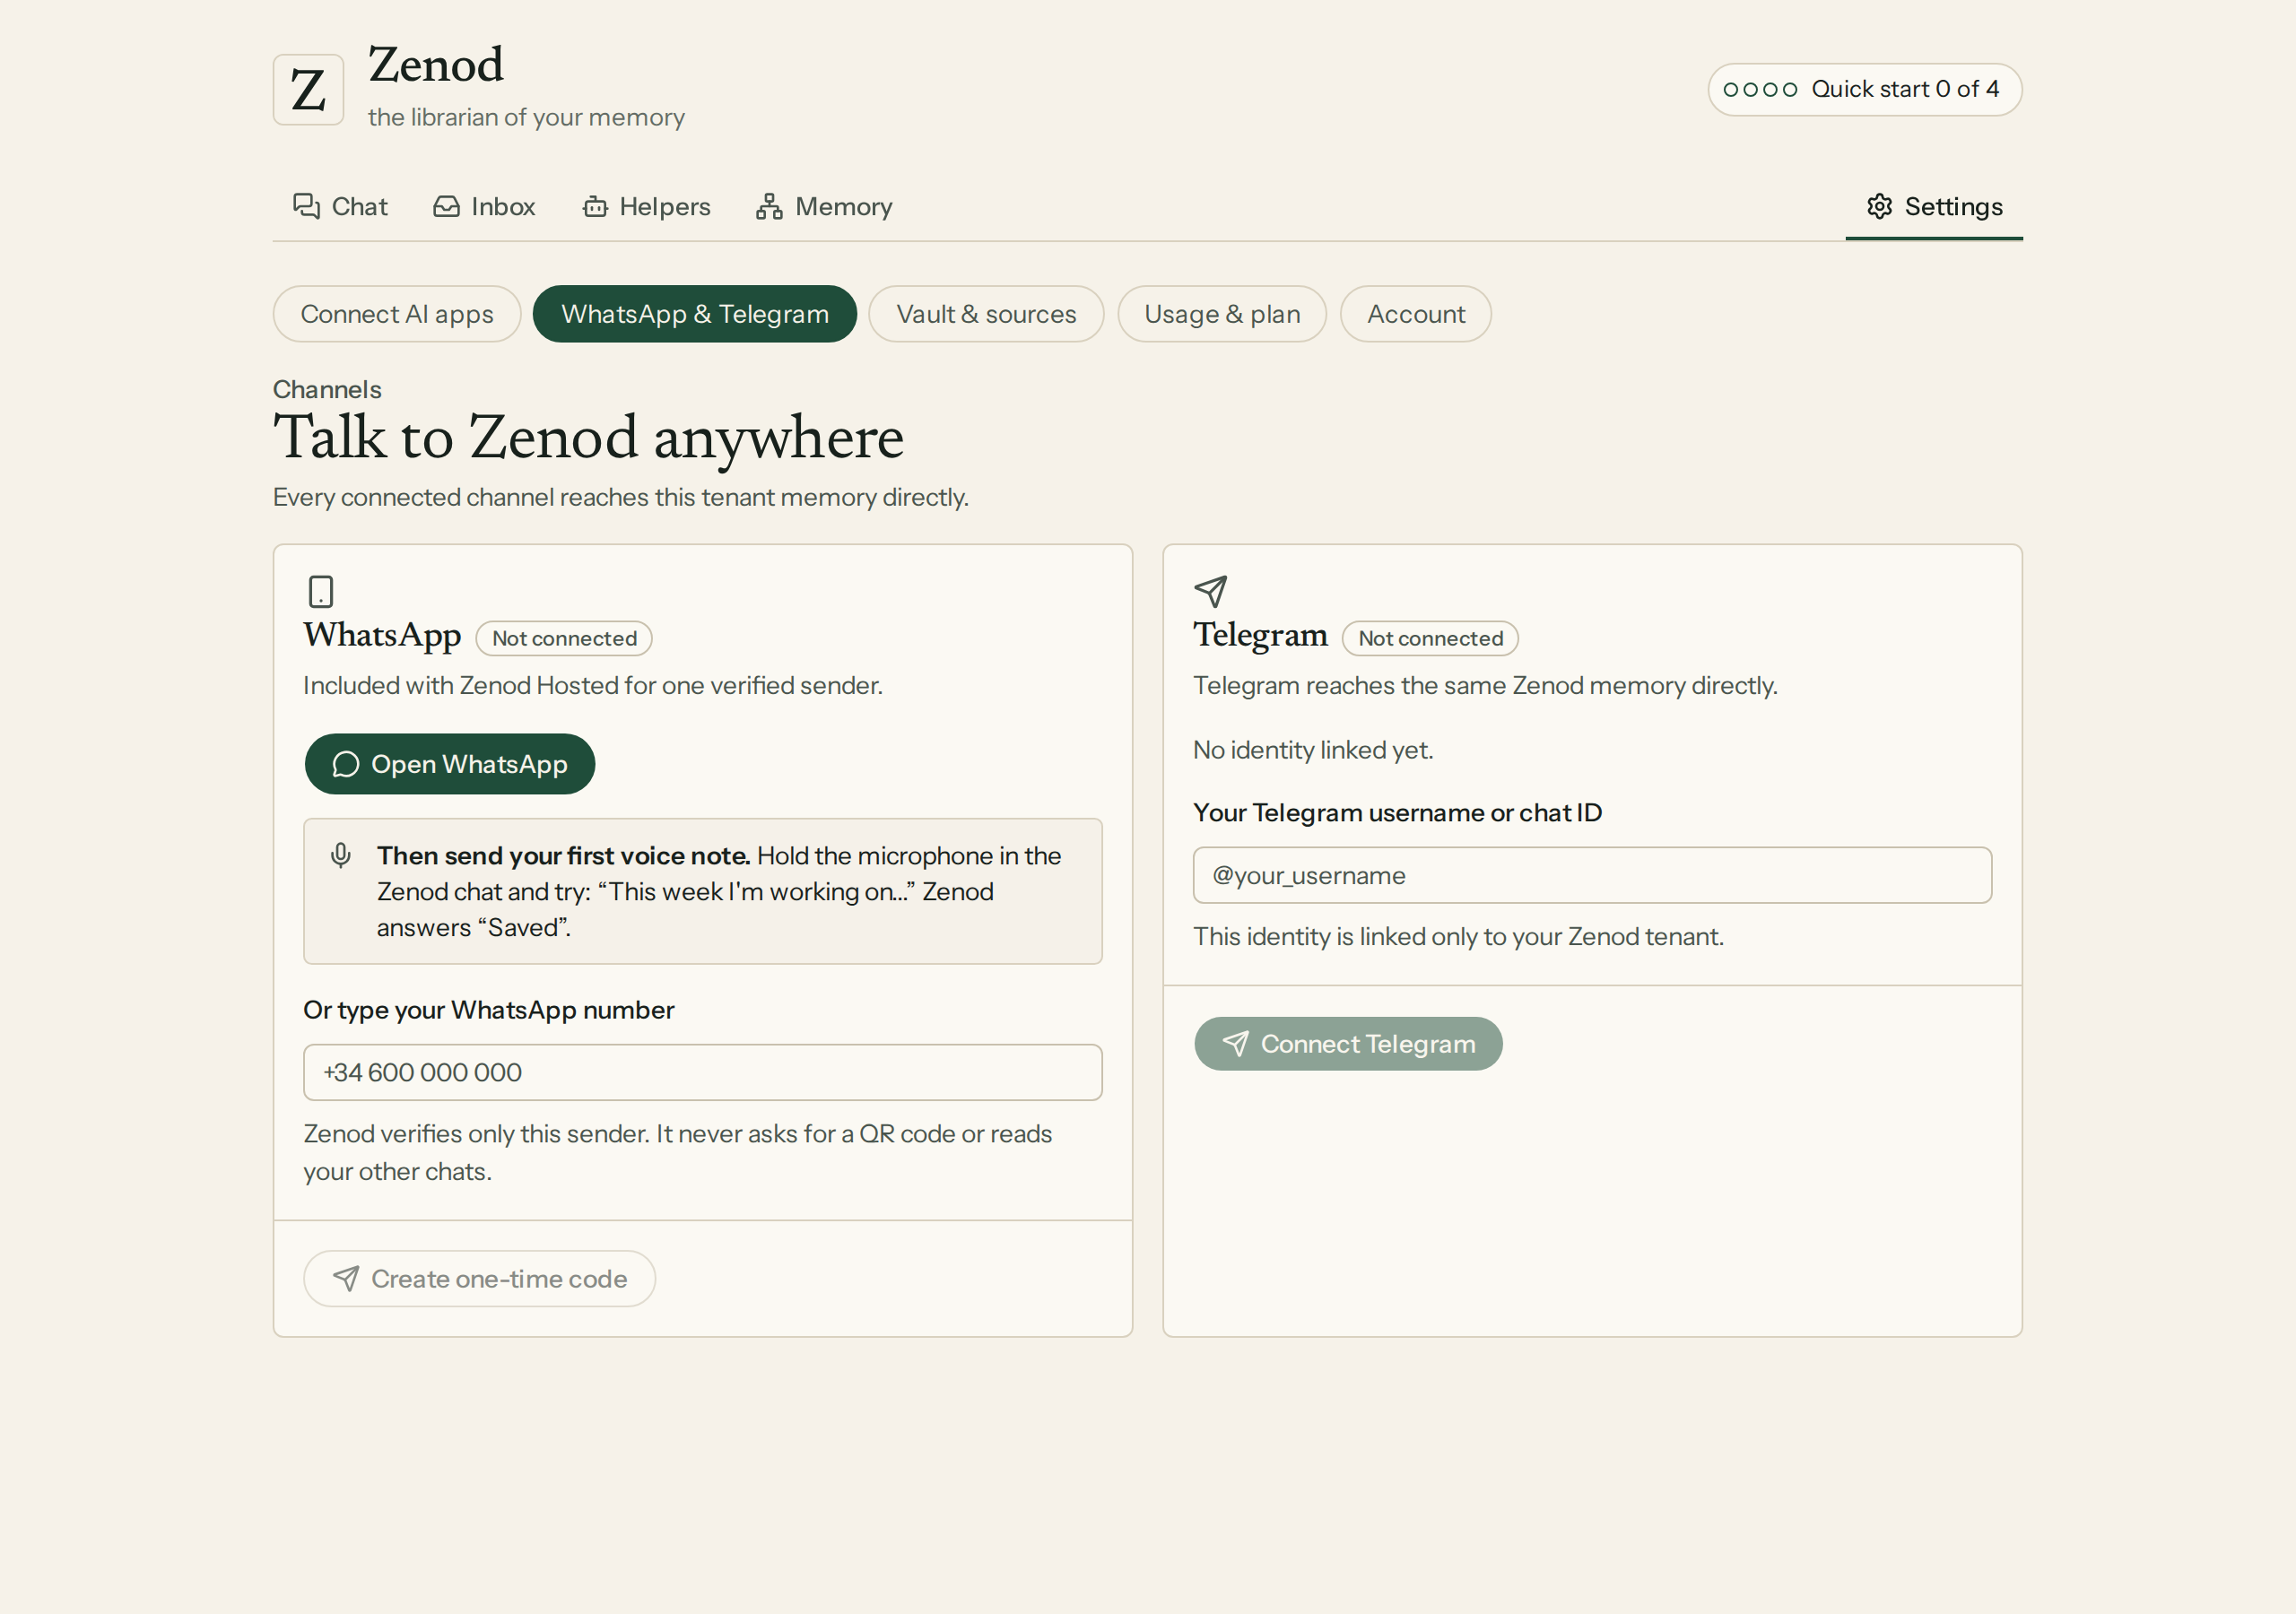 Z
Zenod
the librarian of your memory
Quick start 0 of 4
Chat
Inbox
Helpers
Memory
Settings
Connect AI apps
WhatsApp & Telegram
Vault & sources
Usage & plan
Account
Channels
Talk to Zenod anywhere
Every connected channel reaches this tenant memory directly.
WhatsApp
Not connected
Included with Zenod Hosted for one verified sender.
Open WhatsApp
Then send your first voice note. Hold the microphone in the
Zenod chat and try: “This week I'm working on...” Zenod
answers “Saved”.
Or type your WhatsApp number
+34 600 000 000
Zenod verifies only this sender. It never asks for a QR code or reads
your other chats.
Create one-time code
Telegram
Not connected
Telegram reaches the same Zenod memory directly.
No identity linked yet.
Your Telegram username or chat ID
@your_username
This identity is linked only to your Zenod tenant.
Connect Telegram